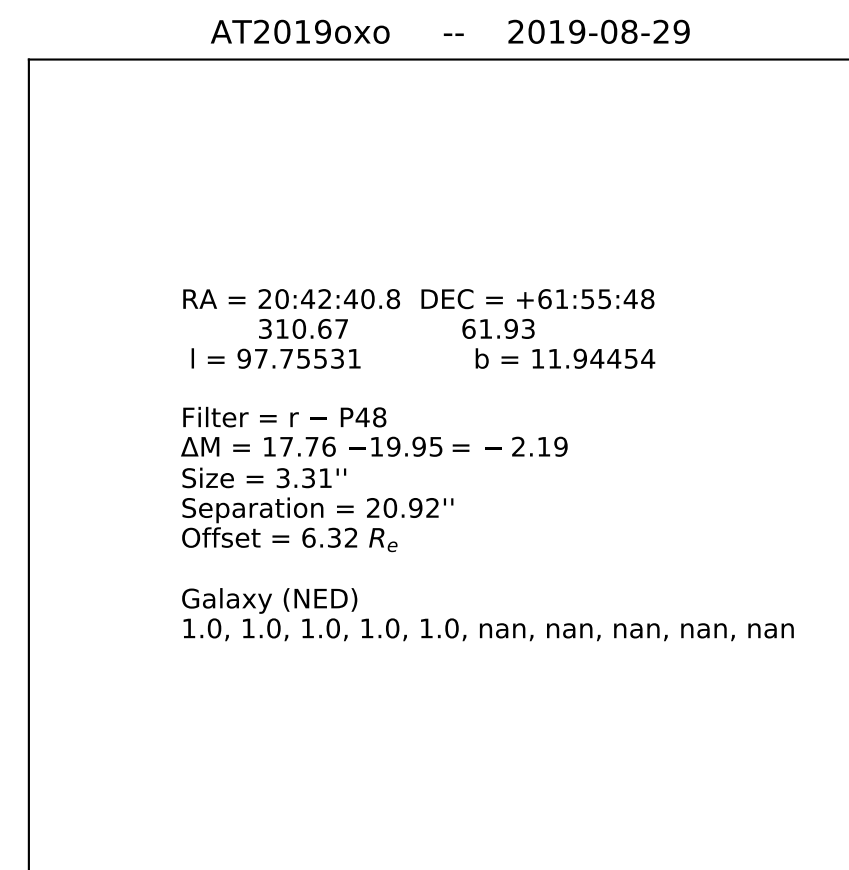 AT2019oxo -- 2019-08-29
RA = 20:42:40.8 DEC = +61:55:48
310.67 61.93
l = 97.75531 b = 11.94454
Filter = r − P48
ΔM = 17.76 −19.95 = − 2.19
Size = 3.31''
Separation = 20.92''
Offset = 6.32 Rₑ
Galaxy (NED)
1.0, 1.0, 1.0, 1.0, 1.0, nan, nan, nan, nan, nan